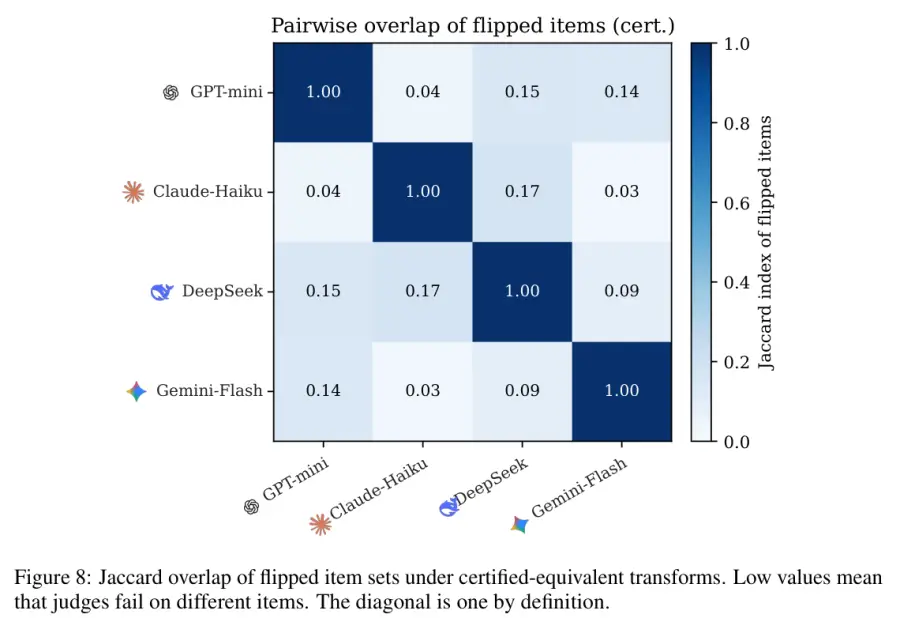 Pairwise overlap of flipped items (cert.)
GPT-mini 1.00 0.04 0.15 0.14
Claude-Haiku 0.04 1.00 0.17 0.03
DeepSeek 0.15 0.17 1.00 0.09
Gemini-Flash 0.14 0.03 0.09 1.00
GPT-mini
Claude-Haiku
DeepSeek
Gemini-Flash
1.0
0.8
0.6
0.4
0.2
0.0
Jaccard index of flipped items
Figure 8: Jaccard overlap of flipped item sets under certified-equivalent transforms. Low values mean
that judges fail on different items. The diagonal is one by definition.